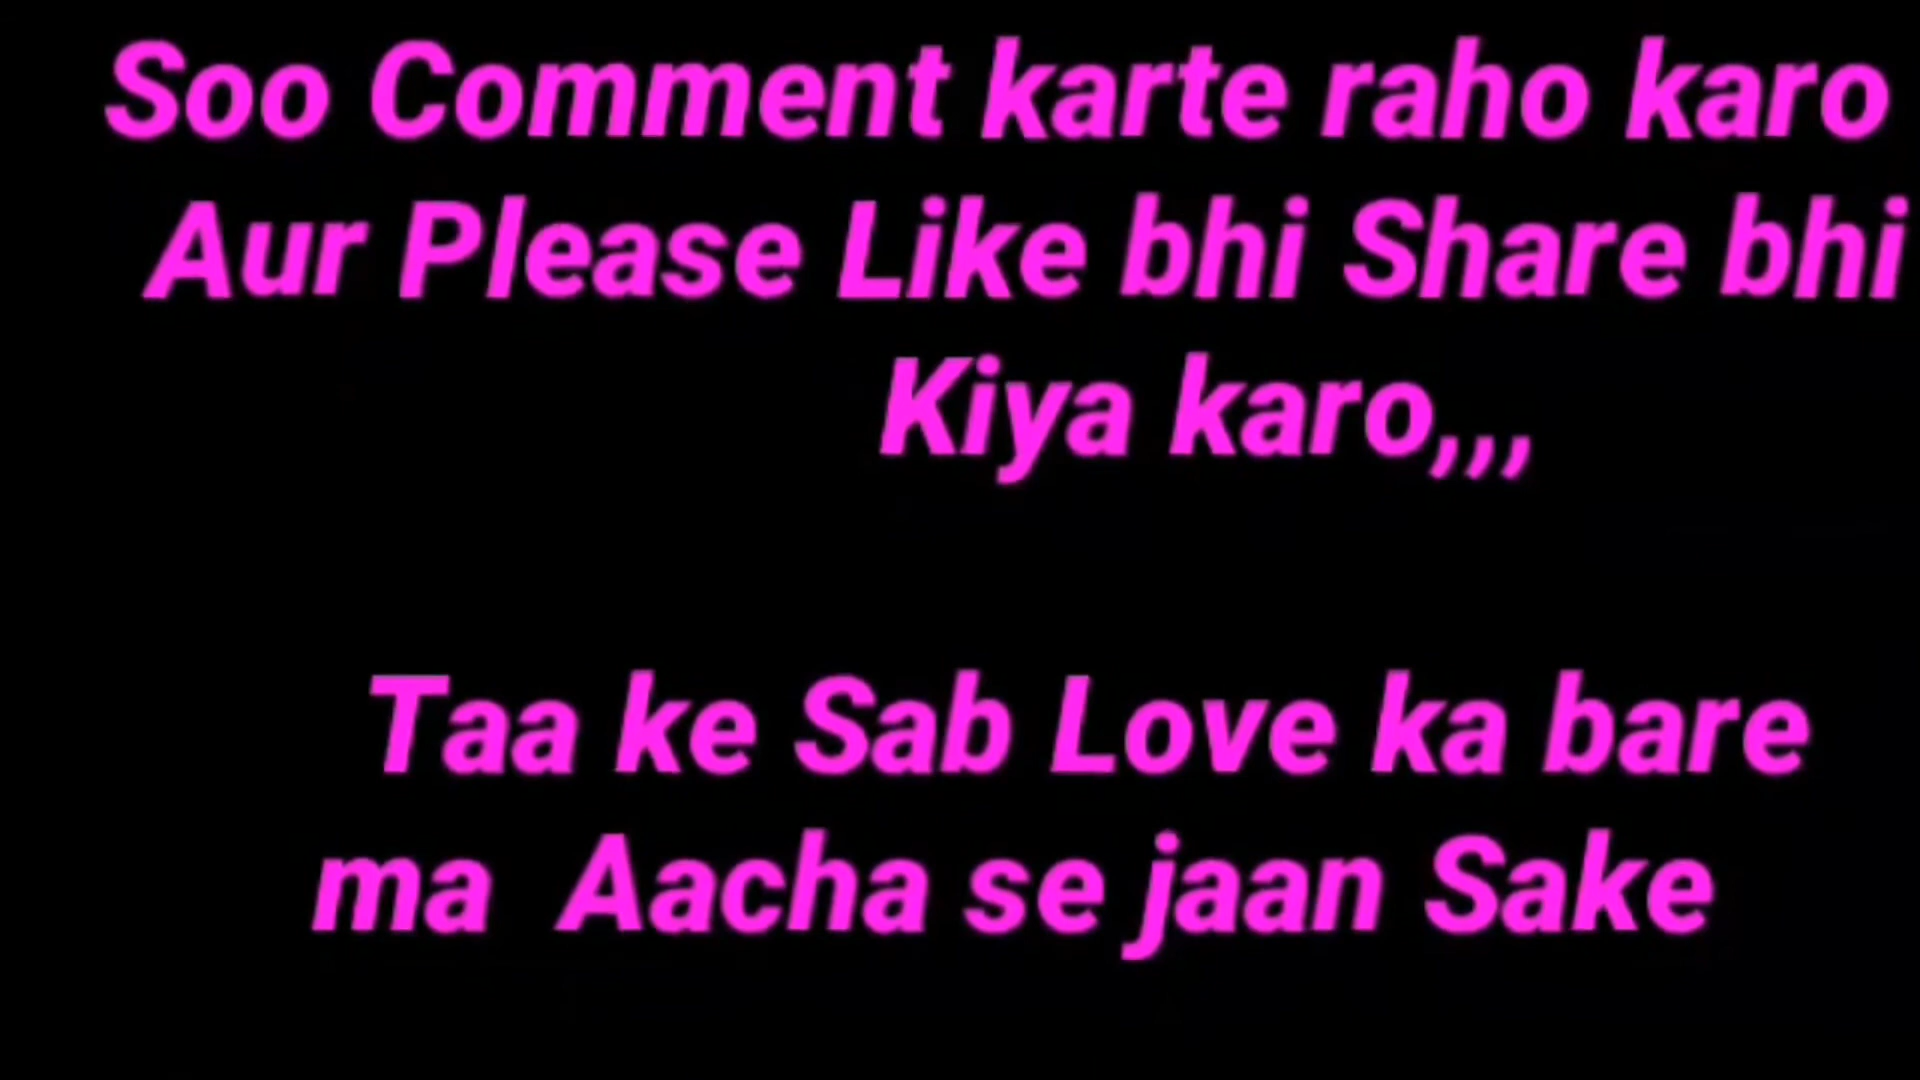 Soo Comment karte raho karo
Aur Please Like bhi Share bhi
Kiya karo,,,
Taa ke Sab Love ka bare
ma  Aacha se jaan Sake